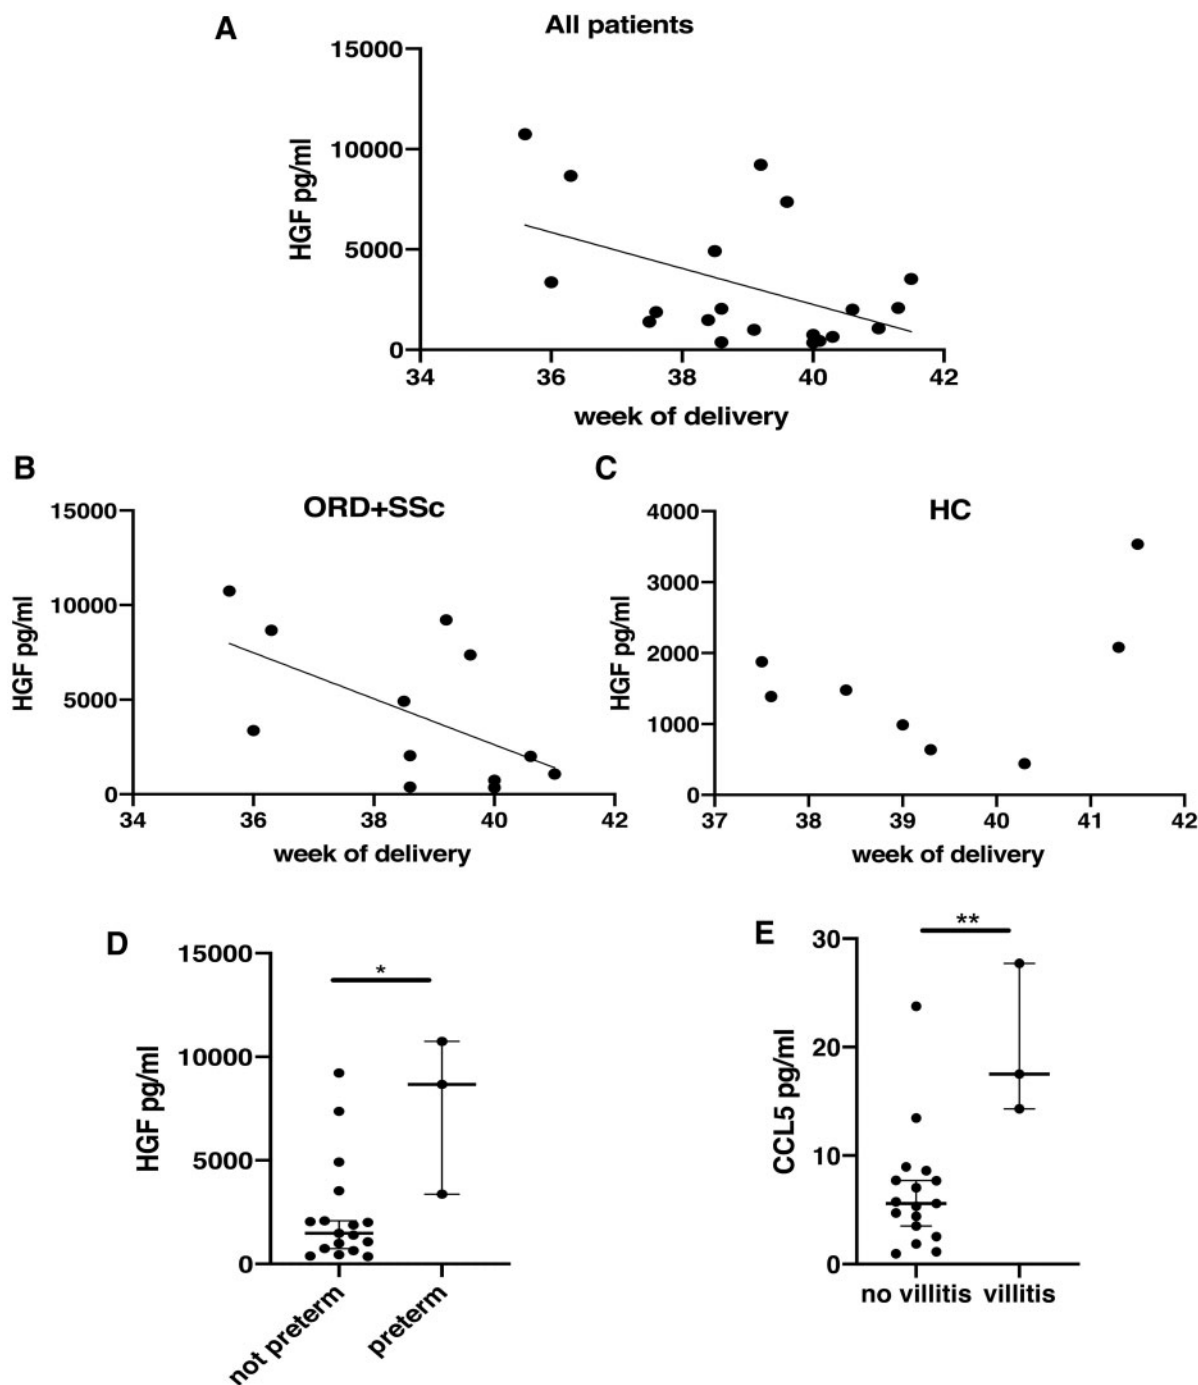 A
All patients
15000
10000
5000
0
HGF pg/ml
34 36 38 40 42
week of delivery
B
ORD+SSc
15000
10000
5000
0
HGF pg/ml
34 36 38 40 42
week of delivery
C
HC
4000
3000
2000
1000
0
HGF pg/ml
37 38 39 40 41 42
week of delivery
D
15000
10000
5000
0
HGF pg/ml
*
not preterm
preterm
E
30
20
10
0
CCL5 pg/ml
**
no villitis villitis